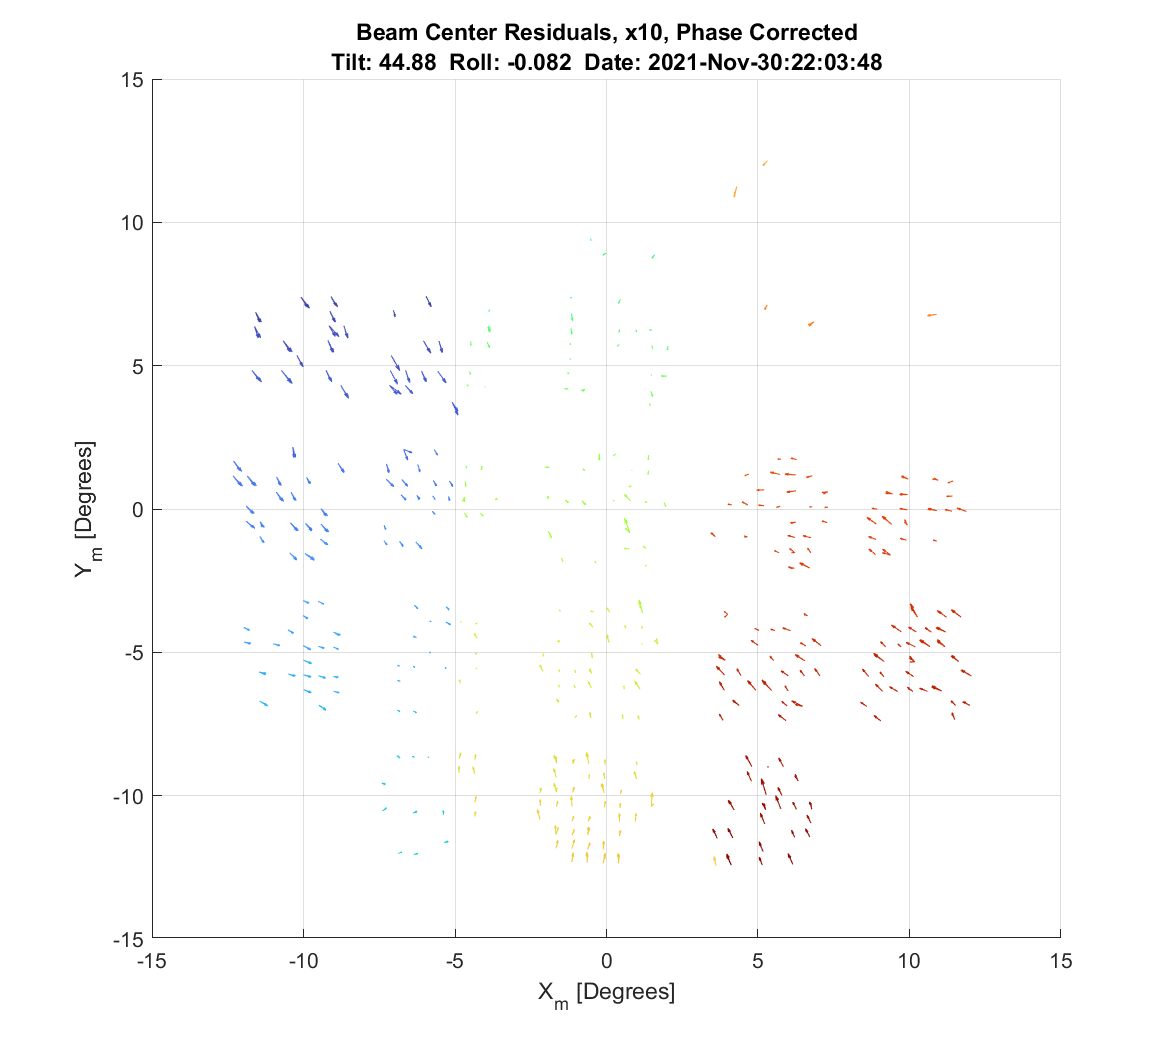 Beam Center Residuals, x10, Phase Corrected
Tilt: 44.88  Roll: -0.082  Date: 2021-Nov-30:22:03:48
15
10
5
0
-5
-10
-15
Y_m [Degrees]
-15 -10 -5 0 5 10 15
X_m [Degrees]